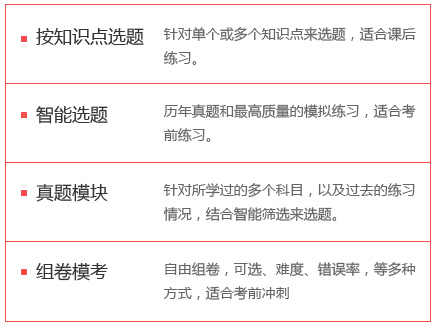 按知识点选题
针对单个或多个知识点来选题，适合课后
练习。
智能选题
历年真题和最高质量的模拟练习，适合考
前练习。
真题模块
针对所学过的多个科目，以及过去的练习
情况，结合智能筛选来选题。
组卷模考
自由组卷，可选、难度、错误率，等多种
方式，适合考前冲刺